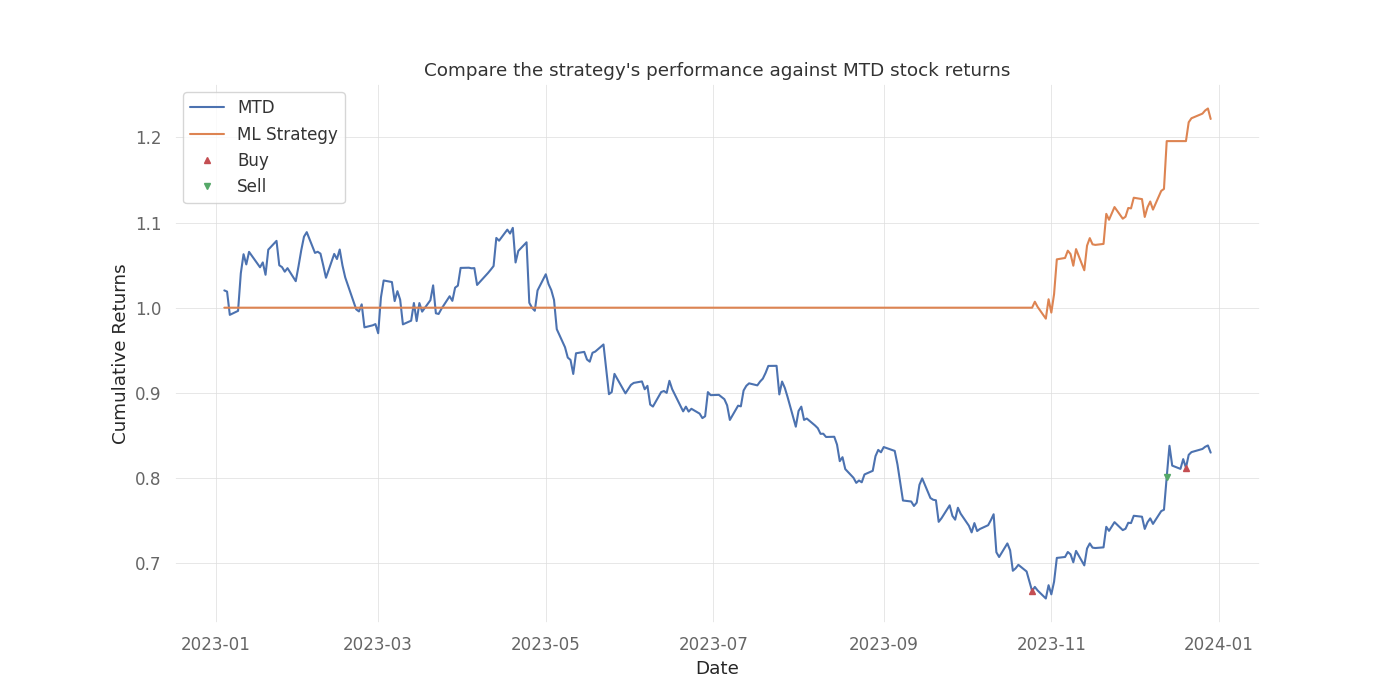 Compare the strategy's performance against MTD stock returns
MTD
ML Strategy
Buy
Sell
Cumulative Returns
1.2
1.1
1.0
0.9
0.8
0.7
2023-01 2023-03 2023-05 2023-07 2023-09 2023-11 2024-01
Date